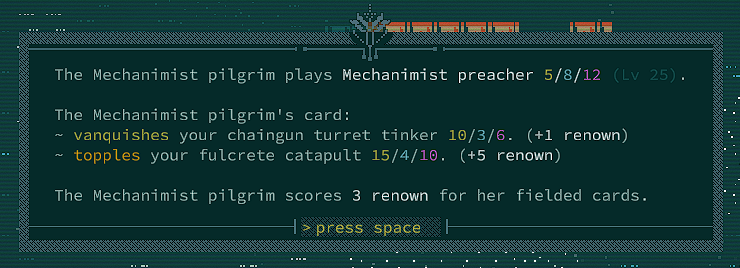 The Mechanimist pilgrim plays Mechanimist preacher 5/8/12 (Lv 25).
The Mechanimist pilgrim's card:
~ vanquishes your chaingun turret tinker 10/3/6. (+1 renown)
~ topples your fulcrete catapult 15/4/10. (+5 renown)
The Mechanimist pilgrim scores 3 renown for her fielded cards.
>press space